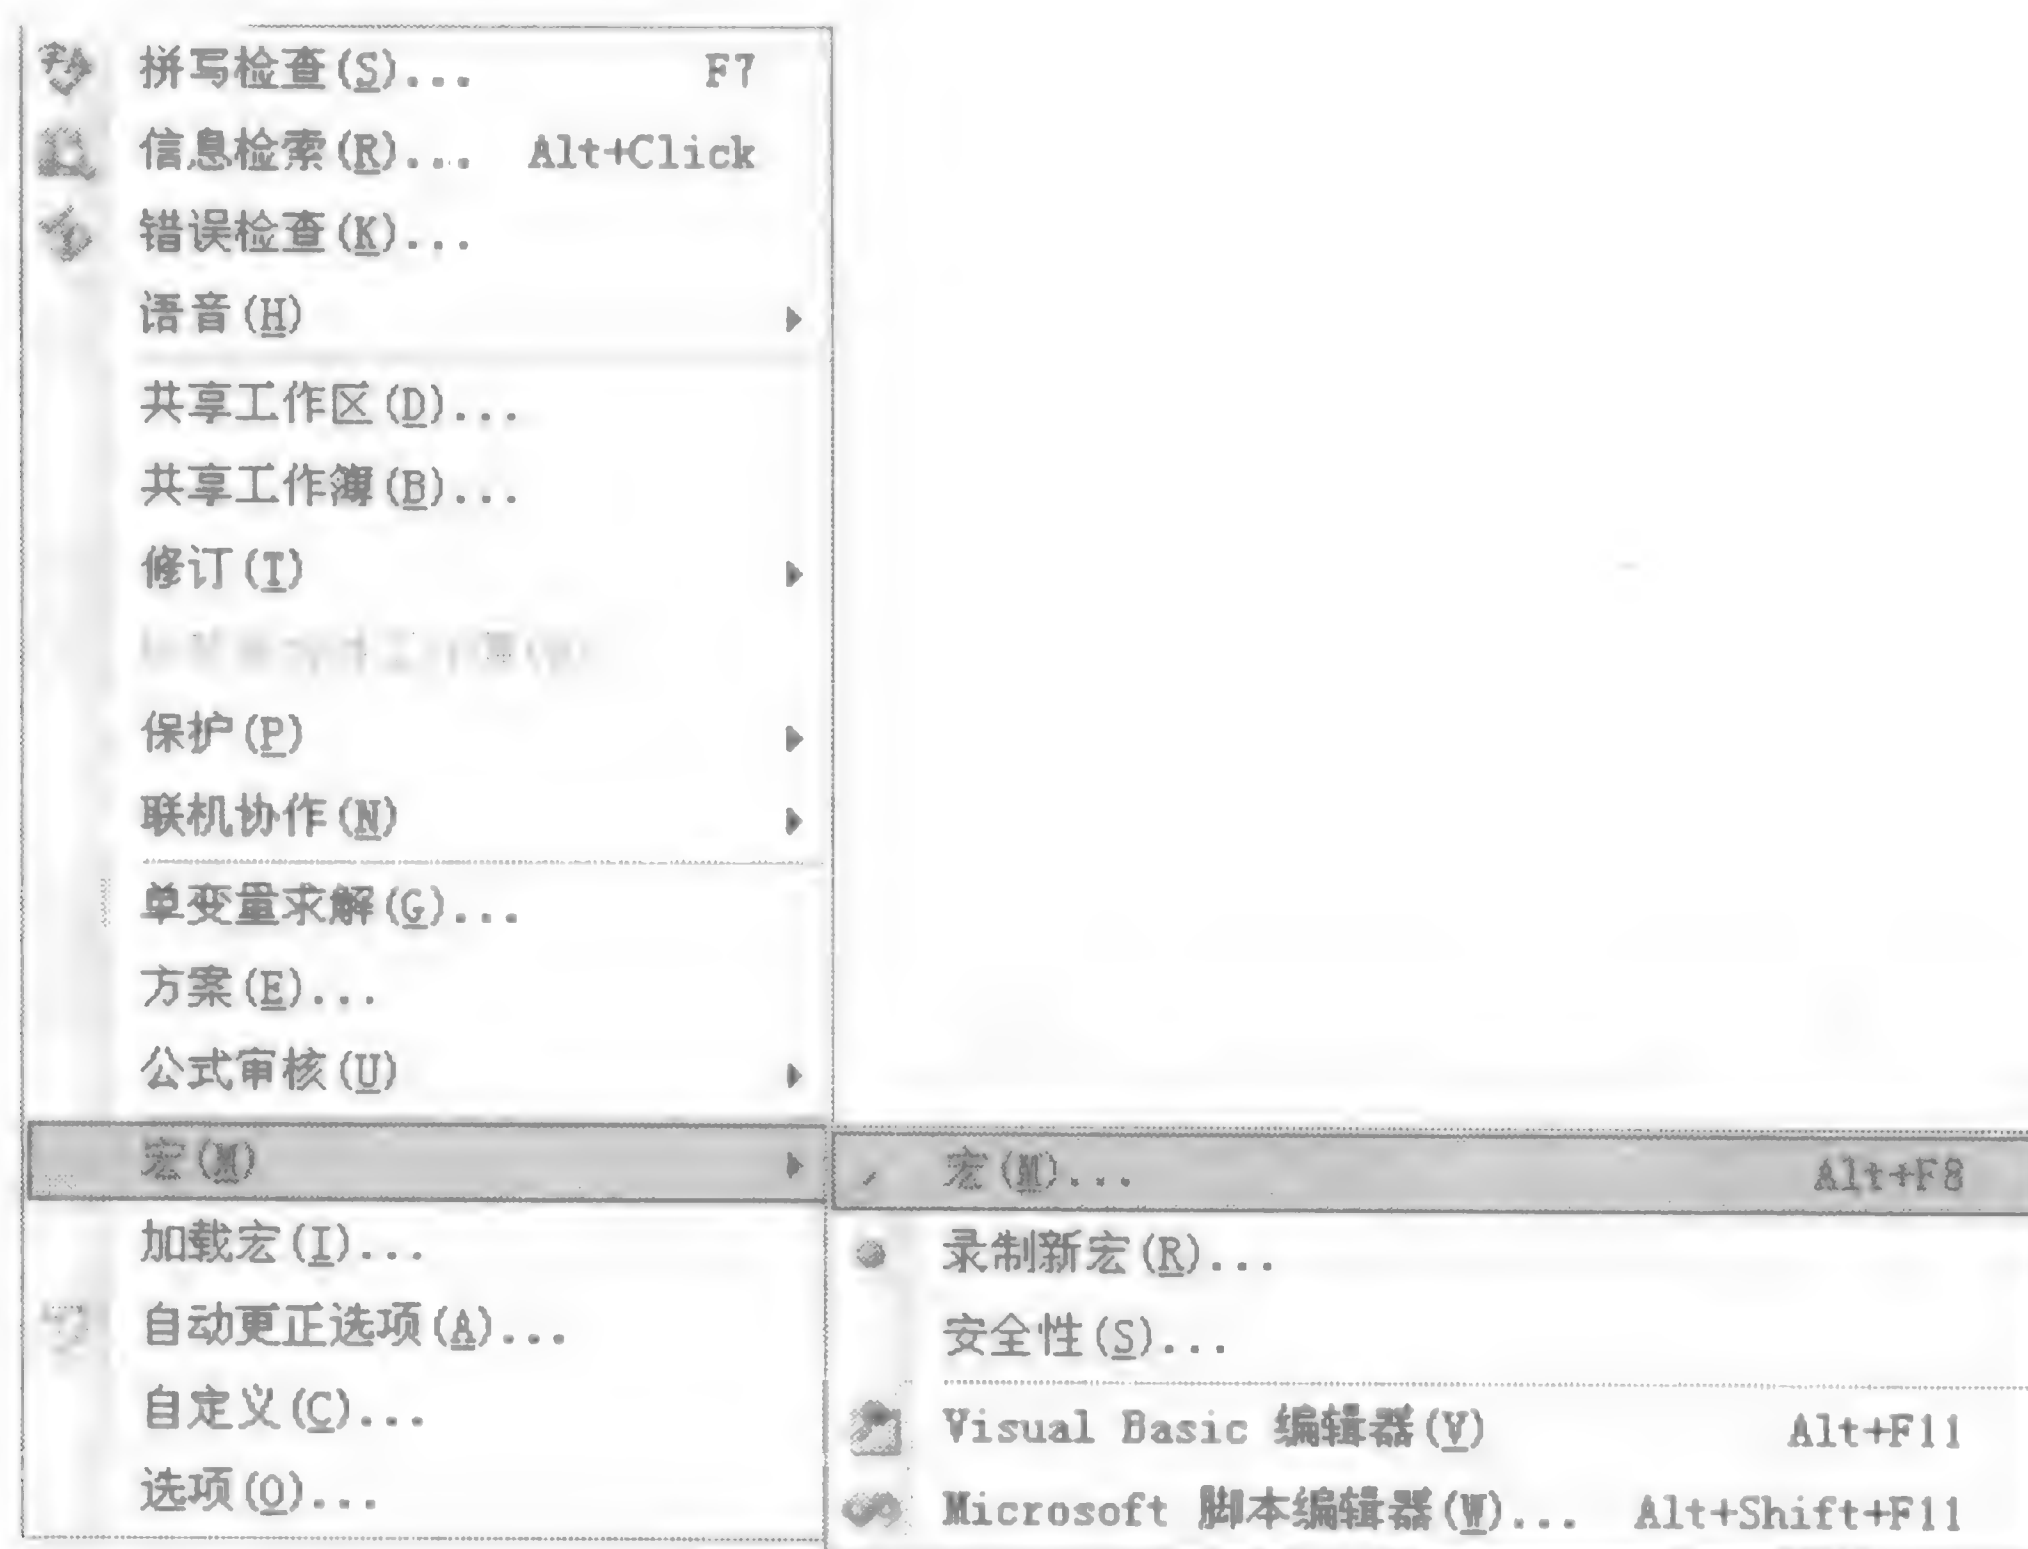 拼写检查(S)... F7
信息检索(R)... Alt+Click
错误检查(K)...
语音(H)
共享工作区(D)...
共享工作簿(B)...
修订(T)
保护(P)
联机协作(N)
单变量求解(G)...
方案(E)...
公式审核(U)
宏(M)
宏(M)... Alt+F8
加载宏(I)...
录制新宏(R)...
自动更正选项(A)...
安全性(S)...
自定义(C)...
Visual Basic 编辑器(V) Alt+F11
选项(O)...
Microsoft 脚本编辑器(W)... Alt+Shift+F11